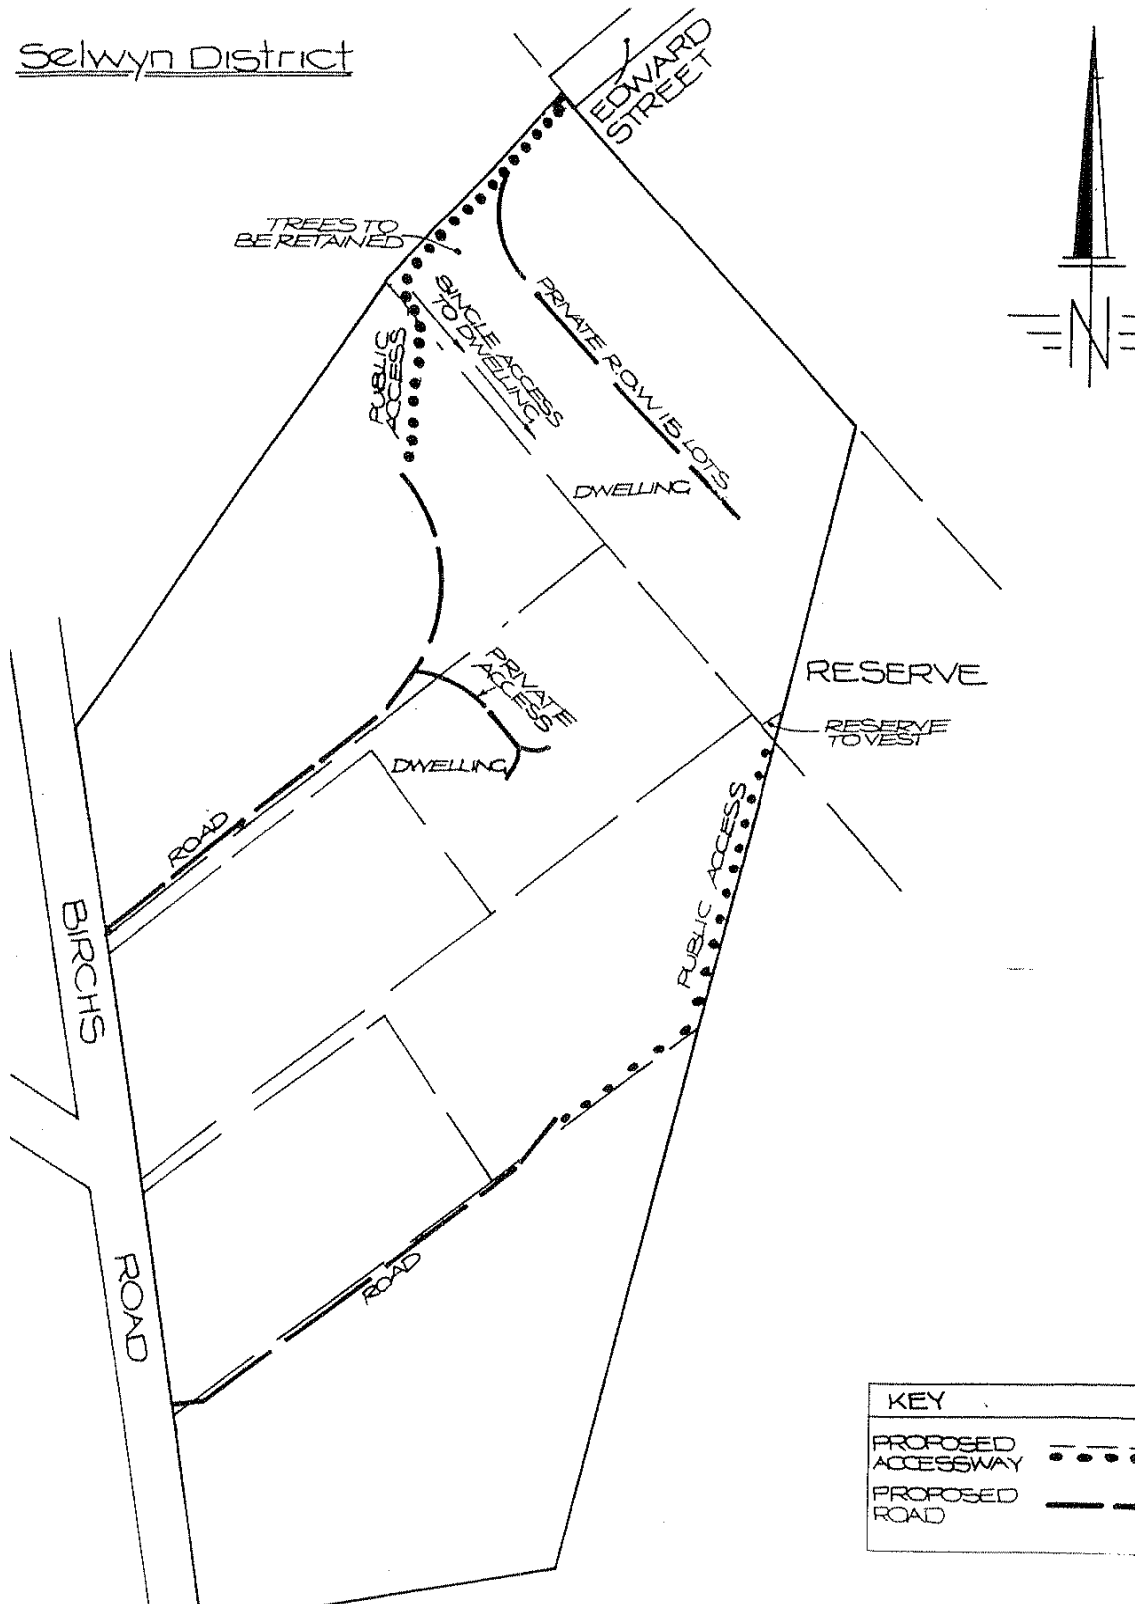 Selwyn District
EDWARD
STREET
TREES TO
BE RETAINED
SINGLE ACCESS
TO DWELLING
PRIVATE R.O.W 15 LOTS
PUBLIC
ACCESS
DWELLING
N
PRIVATE
ACCESS
RESERVE
RESERVE
TO VEST
DWELLING
ROAD
PUBLIC ACCESS
BIRCHS
ROAD
ROAD
KEY
PROPOSED
ACCESSWAY
PROPOSED
ROAD